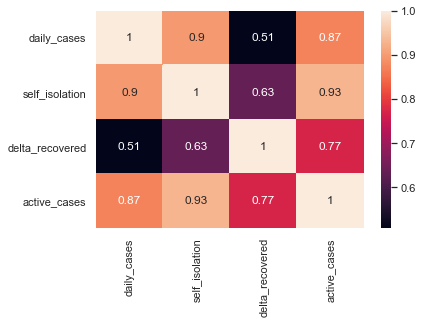 daily_cases 1 0.9 0.51 0.87
self_isolation 0.9 1 0.63 0.93
delta_recovered 0.51 0.63 1 0.77
active_cases 0.87 0.93 0.77 1
daily_cases
self_isolation
delta_recovered
active_cases
1.0
0.9
0.8
0.7
0.6